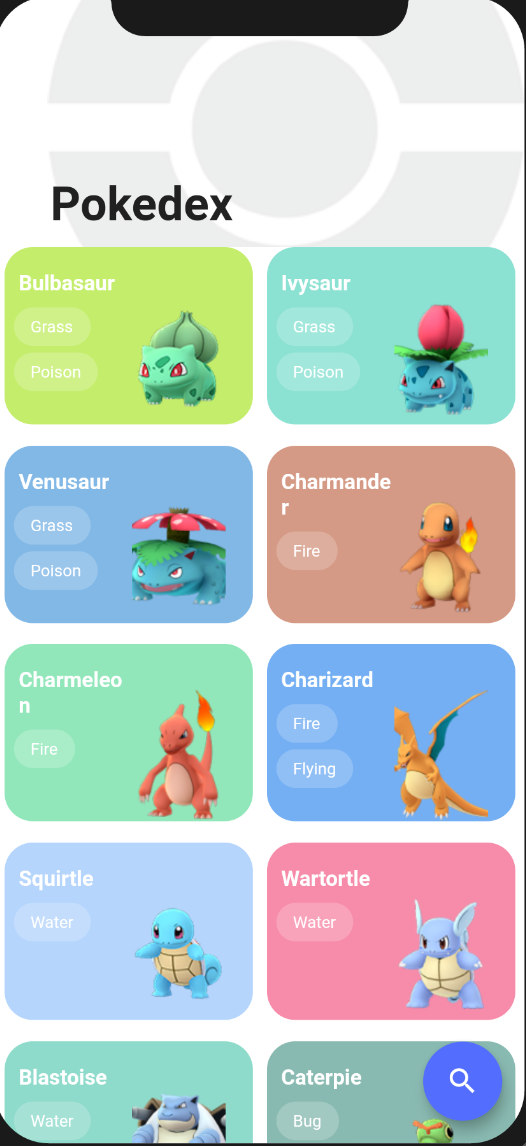 Pokedex
Bulbasaur
Grass
Poison
Ivysaur
Grass
Poison
Venusaur
Grass
Poison
Charmande
r
Fire
Charmeleo
n
Fire
Charizard
Fire
Flying
Squirtle
Water
Wartortle
Water
Blastoise
Water
Caterpie
Bug